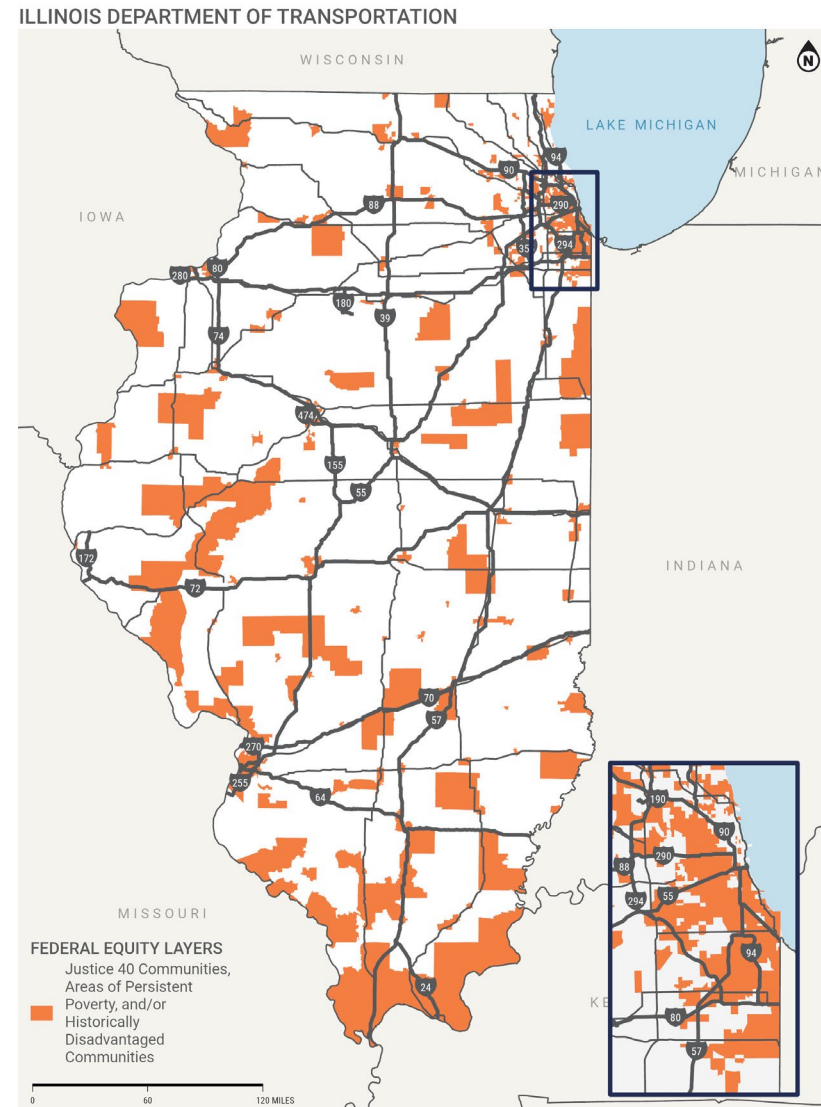 ILLINOIS DEPARTMENT OF TRANSPORTATION
WISCONSIN
N
LAKE MICHIGAN
94
90
MICHIGAN
88
290
IOWA
35
294
280
80
180
39
74
474
155
55
172
INDIANA
72
70
57
270
255
64
190
90
290
88
55
294
MISSOURI
94
FEDERAL EQUITY LAYERS
Justice 40 Communities,
Areas of Persistent
Poverty, and/or
Historically
Disadvantaged
Communities
24
KE
80
57
0 60 120 MILES